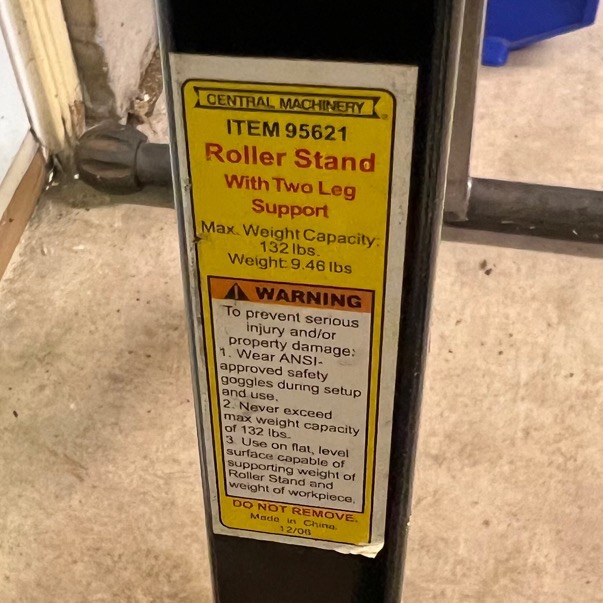 CENTRAL MACHINERY
ITEM 95621
Roller Stand
With Two Leg
Support
Max. Weight Capacity:
132 lbs.
Weight: 9.46 lbs
WARNING
To prevent serious
injury and/or
property damage:
1. Wear ANSI-
approved safety
goggles during setup
and use.
2. Never exceed
max weight capacity
of 132 lbs.
3. Use on flat, level
surface capable of
supporting weight of
Roller Stand and
weight of workpiece.
DO NOT REMOVE.
Made in China.